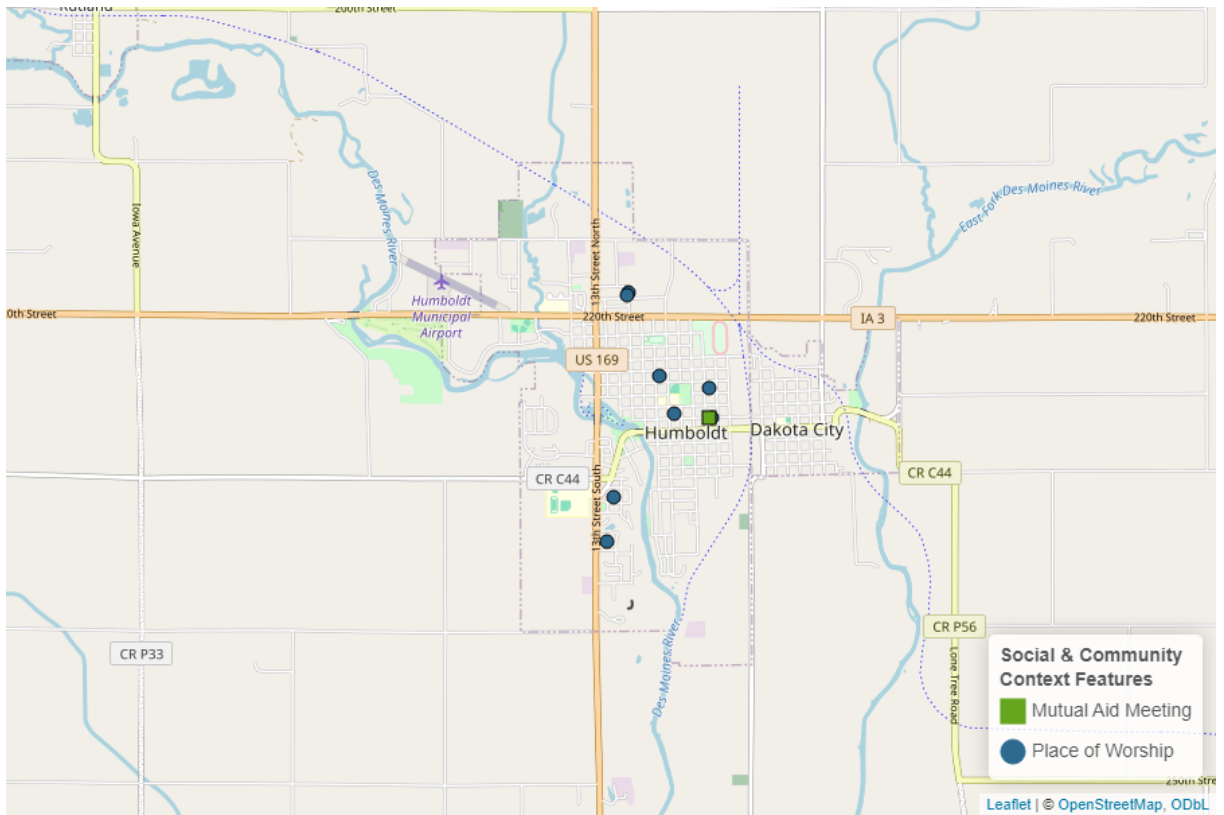 Rutland
200th Street
Des Moines River
East Fork Des Moines River
Iowa Avenue
13th Street North
Humboldt
Municipal
Airport
0th Street
220th Street
IA 3
220th Street
US 169
Humboldt
Dakota City
CR C44
CR C44
13th Street South
CR P56
Des Moines River
CR P33
Lone Tree Road
Social & Community
Context Features
Mutual Aid Meeting
Place of Worship
250th Stre
Leaflet | © OpenStreetMap, ODbL